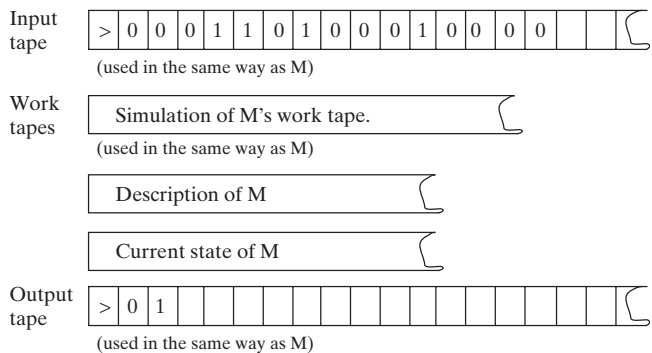 Input tape
> 0 0 0 1 1 0 1 0 0 0 1 0 0 0 0
(used in the same way as M)
Work tapes
Simulation of M's work tape.
(used in the same way as M)
Description of M
Current state of M
Output tape
> 0 1
(used in the same way as M)